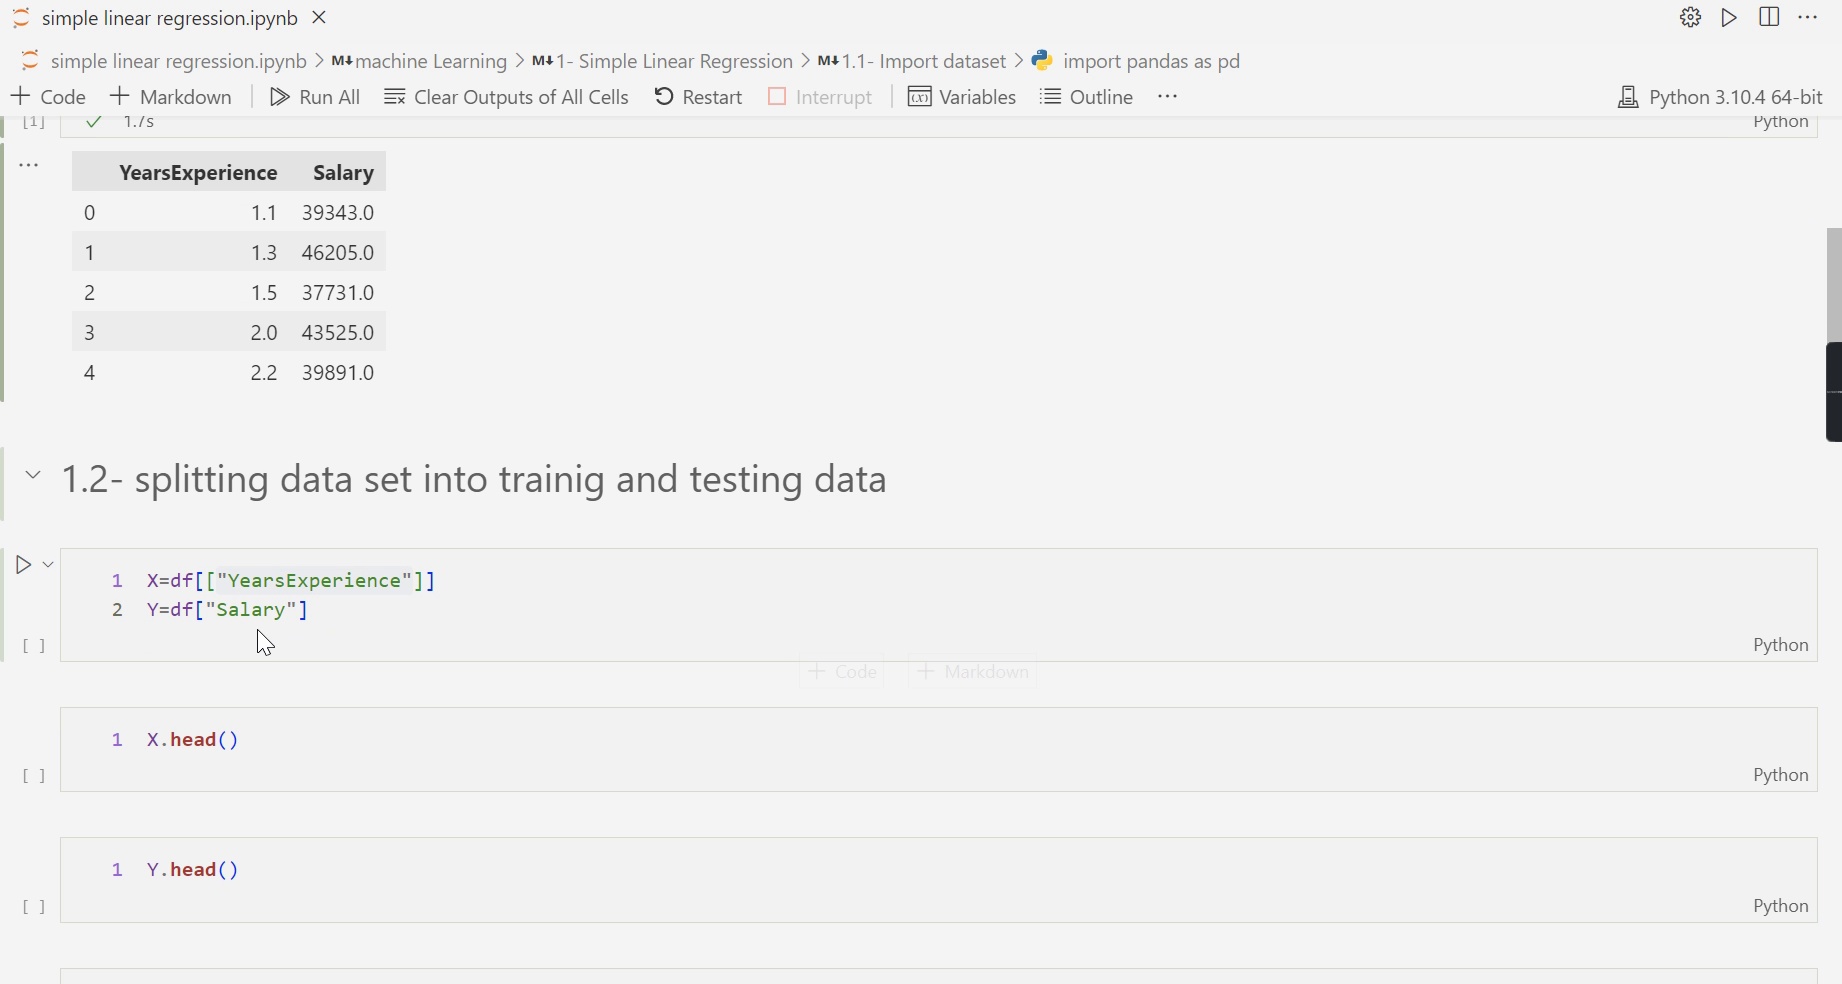 simple linear regression.ipynb
simple linear regression.ipynb > M↓ machine Learning > M↓ 1- Simple Linear Regression > M↓ 1.1- Import dataset > import pandas as pd
+ Code + Markdown Run All Clear Outputs of All Cells Restart Interrupt Variables Outline ... Python 3.10.4 64-bit
[1] ✓ 1.7s Python
... YearsExperience Salary
0 1.1 39343.0
1 1.3 46205.0
2 1.5 37731.0
3 2.0 43525.0
4 2.2 39891.0
1.2- splitting data set into trainig and testing data
1 X=df[["YearsExperience"]]
2 Y=df["Salary"]
[ ] Python
+ Code + Markdown
1 X.head()
[ ] Python
1 Y.head()
[ ] Python